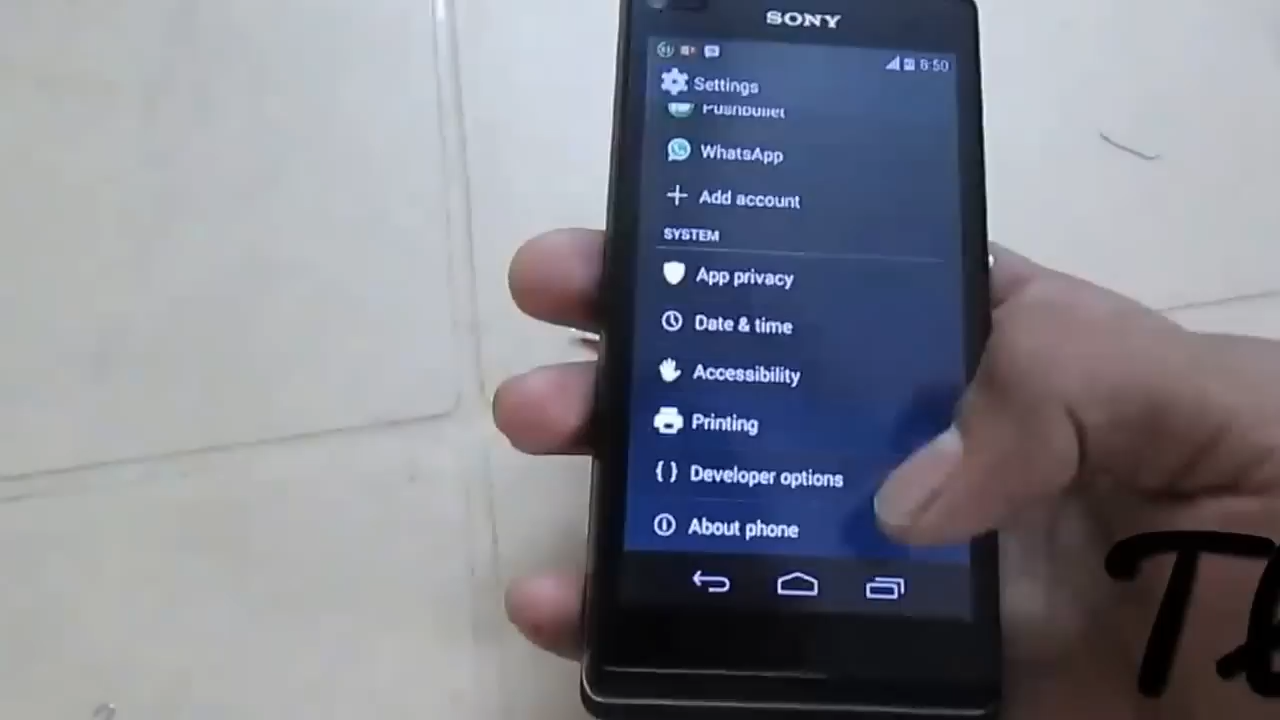 SONY
8:50
Settings
Pushbullet
WhatsApp
Add account
SYSTEM
App privacy
Date & time
Accessibility
Printing
{ } Developer options
About phone
TE